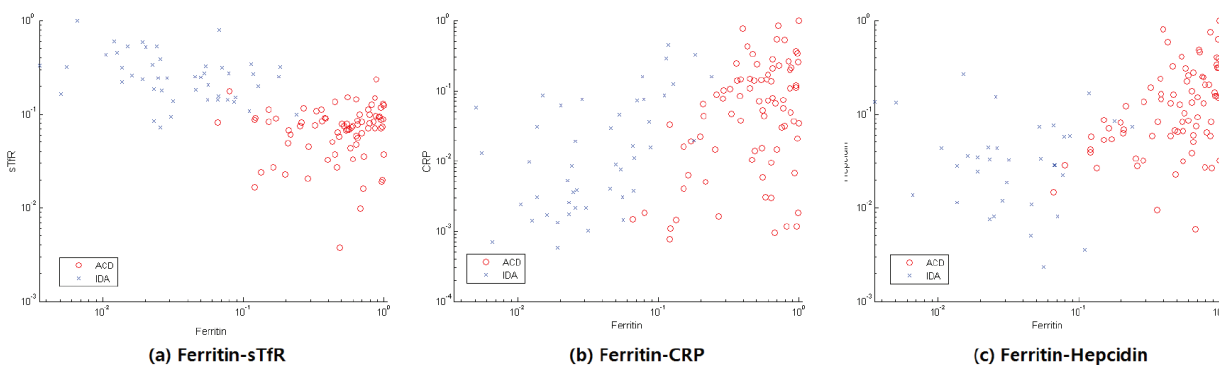 10⁰
10⁻¹
10⁻²
10⁻³
sTfR
ACD
IDA
10⁻² 10⁻¹ 10⁰
Ferritin
(a) Ferritin-sTfR
10⁰
10⁻¹
10⁻²
10⁻³
10⁻⁴
CRP
ACD
IDA
10⁻² 10⁻¹ 10⁰
Ferritin
(b) Ferritin-CRP
10⁰
10⁻¹
10⁻²
10⁻³
Hepcidin
ACD
IDA
10⁻² 10⁻¹ 10
Ferritin
(c) Ferritin-Hepcidin